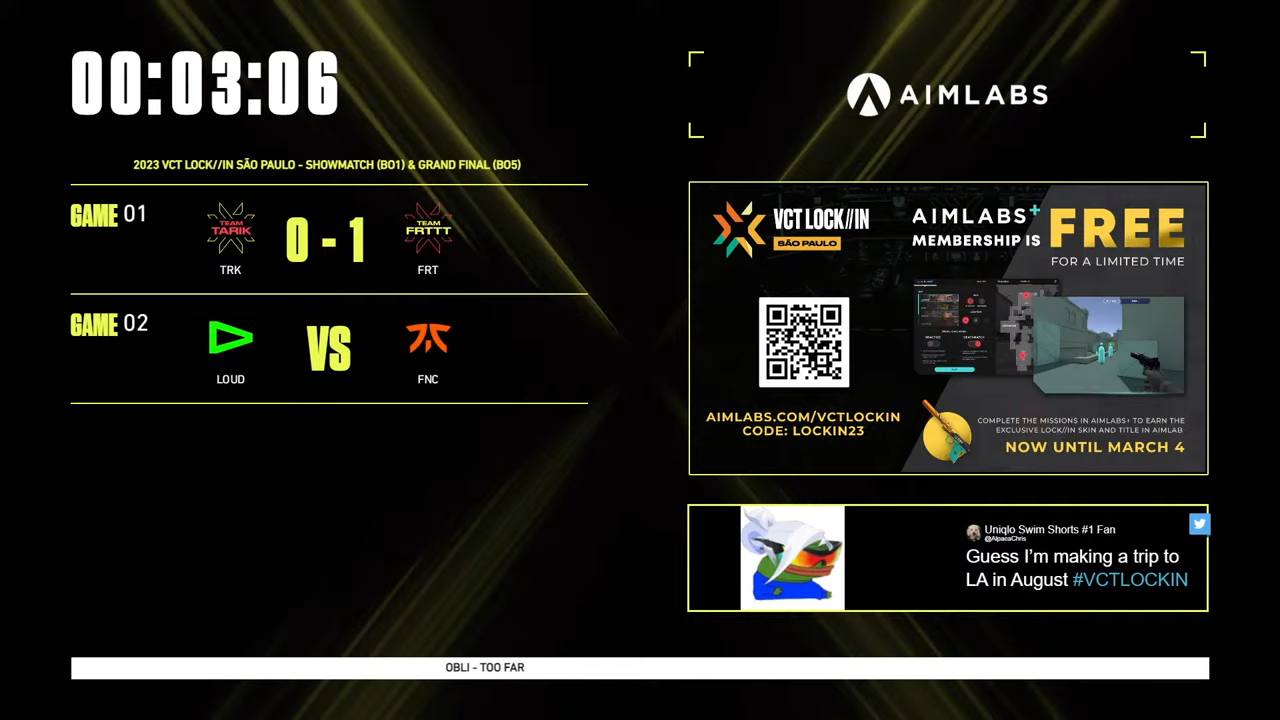 00:03:06
2023 VCT LOCK//IN SÃO PAULO - SHOWMATCH (BO1) & GRAND FINAL (BO5)
GAME 01
TEAM
TARIK
TRK
0 - 1
TEAM
FRTTT
FRT
GAME 02
LOUD
VS
FNC
AIMLABS
VCT LOCK//IN
SÃO PAULO
AIMLABS+
MEMBERSHIP IS
FREE
FOR A LIMITED TIME
AIMLABS.COM/VCTLOCKIN
CODE: LOCKIN23
COMPLETE THE MISSIONS IN AIMLABS+ TO EARN THE
EXCLUSIVE LOCK//IN SKIN AND TITLE IN AIMLAB
NOW UNTIL MARCH 4
Uniqlo Swim Shorts #1 Fan
@AlpacaChris
Guess I'm making a trip to
LA in August #VCTLOCKIN
OBLI - TOO FAR